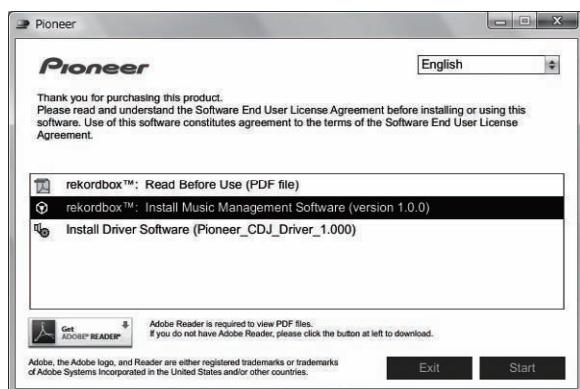 Pioneer
Pioneer
English
Thank you for purchasing this product.
Please read and understand the Software End User License Agreement before installing or using this
software. Use of this software constitutes agreement to the terms of the Software End User License
Agreement.
rekordbox™: Read Before Use (PDF file)
rekordbox™: Install Music Management Software (version 1.0.0)
Install Driver Software (Pioneer_CDJ_Driver_1.000)
Get
ADOBE® READER®
Adobe Reader is required to view PDF files.
If you do not have Adobe Reader, please click the button at left to download.
Adobe, the Adobe logo, and Reader are either registered trademarks or trademarks
of Adobe Systems Incorporated in the United States and/or other countries.
Exit
Start